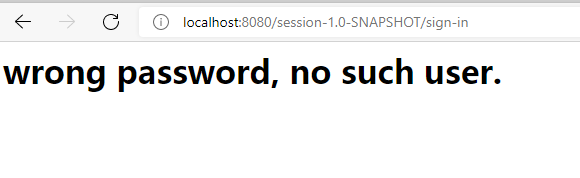 localhost:8080/session-1.0-SNAPSHOT/sign-in
wrong password, no such user.